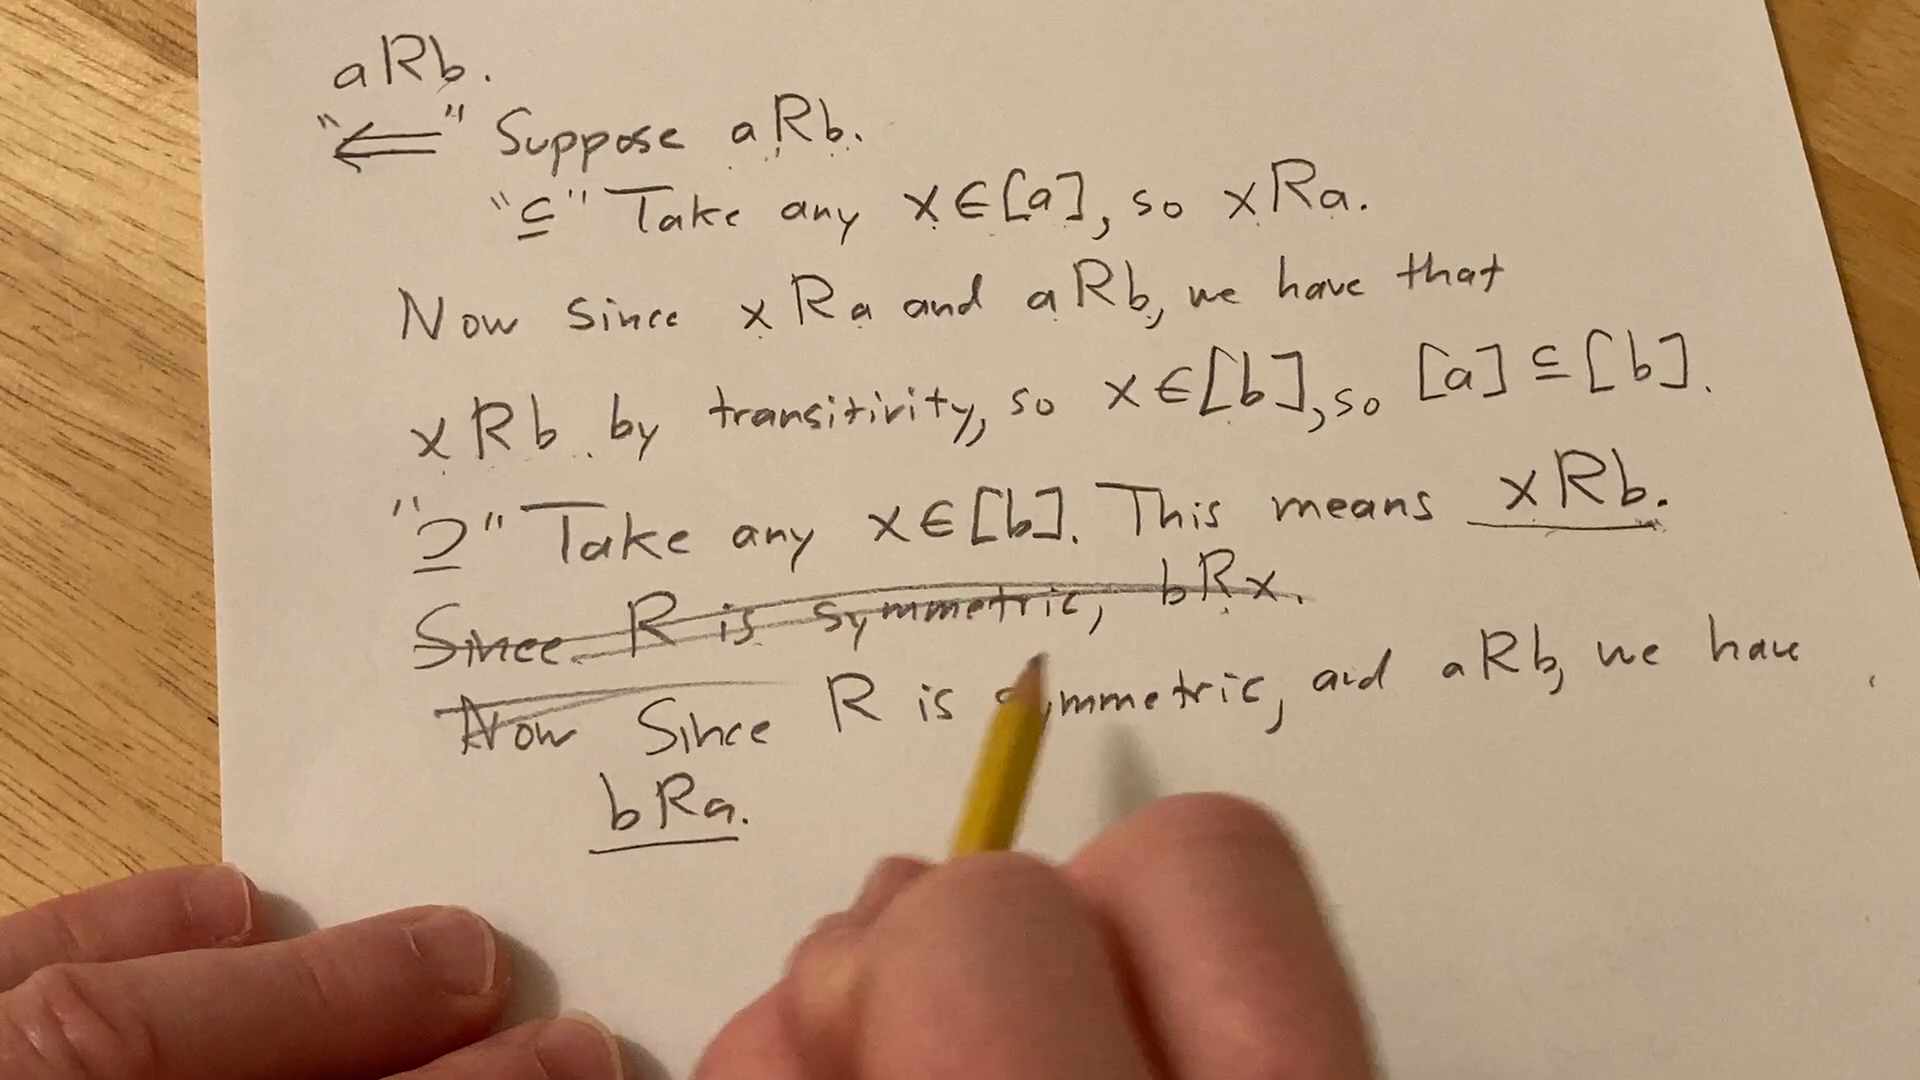 aRb.
"⇐" Suppose aRb.
"⊆" Take any x∈[a], so xRa.
Now since xRa and aRb, we have that
xRb by transitivity, so x∈[b], so [a]⊆[b].
"⊇" Take any x∈[b]. This means xRb.
Since R is symmetric, bRx.
Now Since R is symmetric, and aRb, we have
bRa.